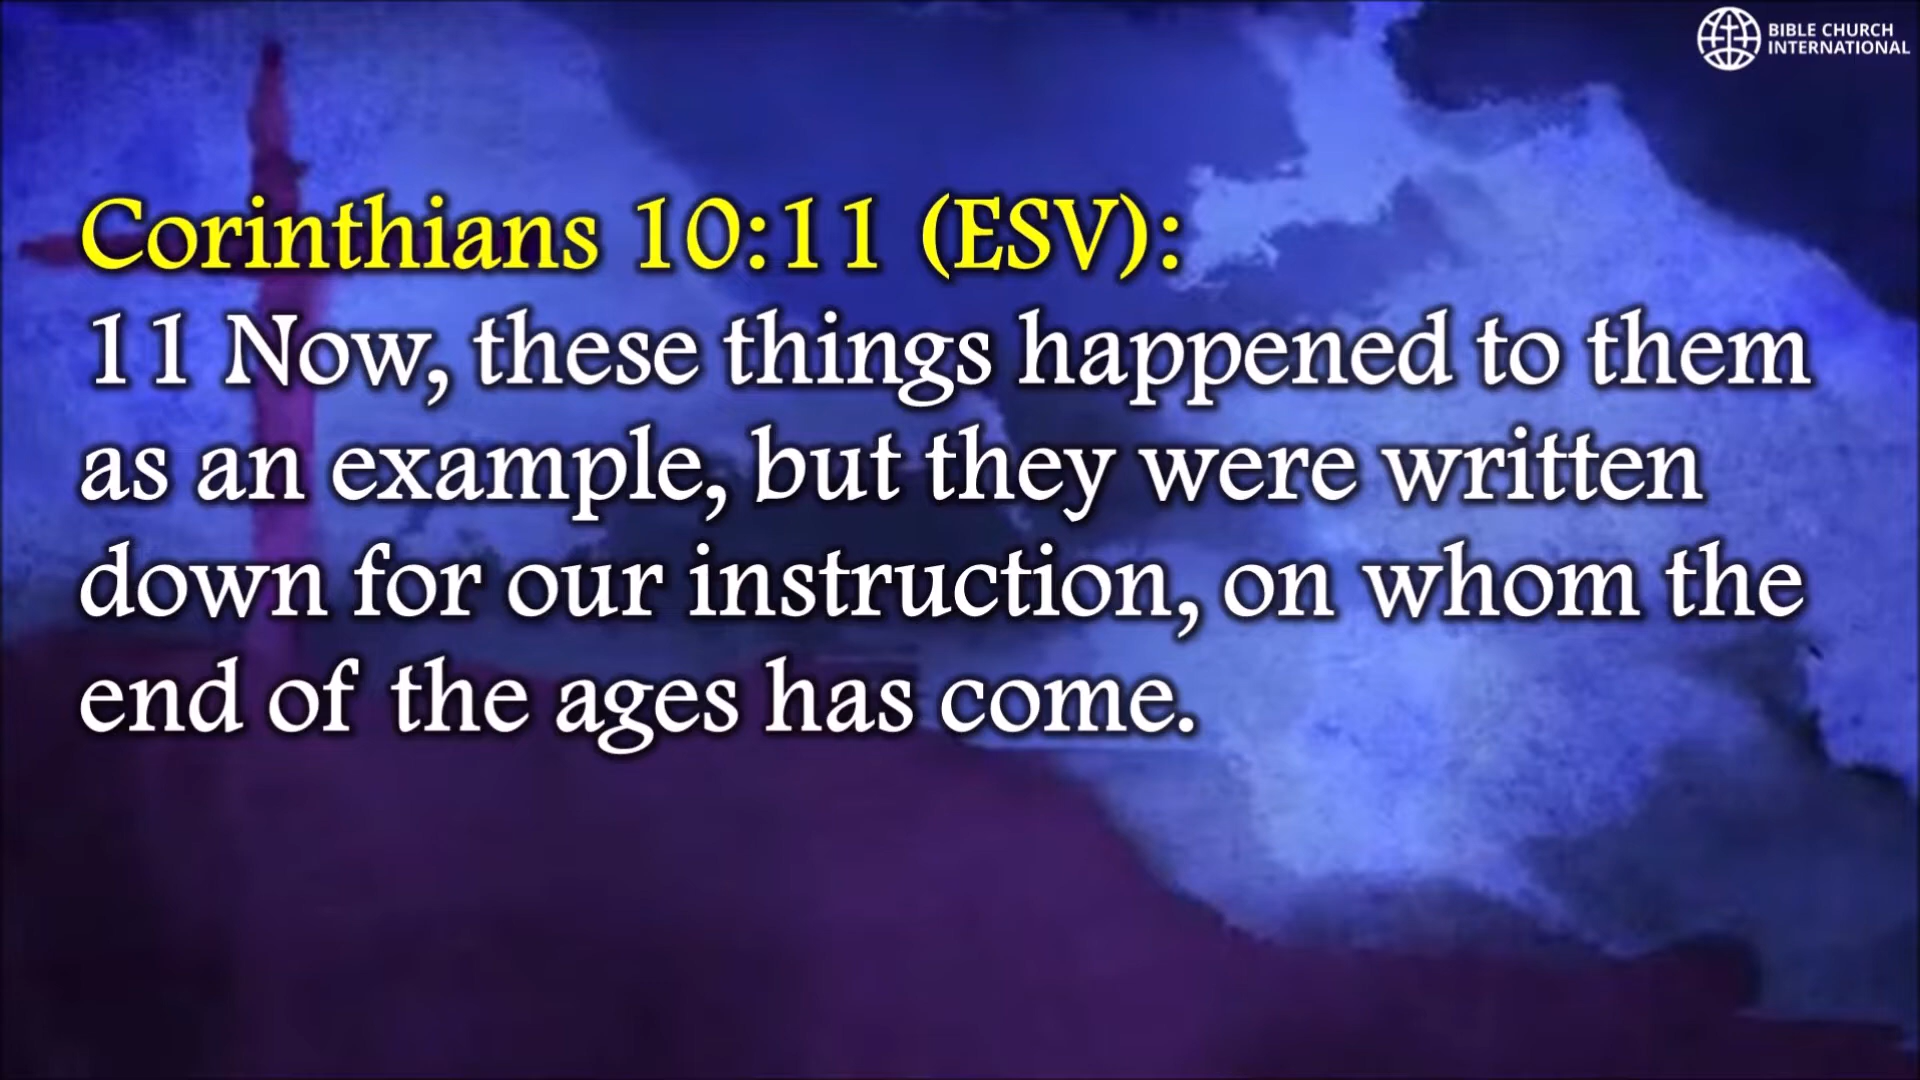 BIBLE CHURCH
INTERNATIONAL
Corinthians 10:11 (ESV):
11 Now, these things happened to them
as an example, but they were written
down for our instruction, on whom the
end of the ages has come.